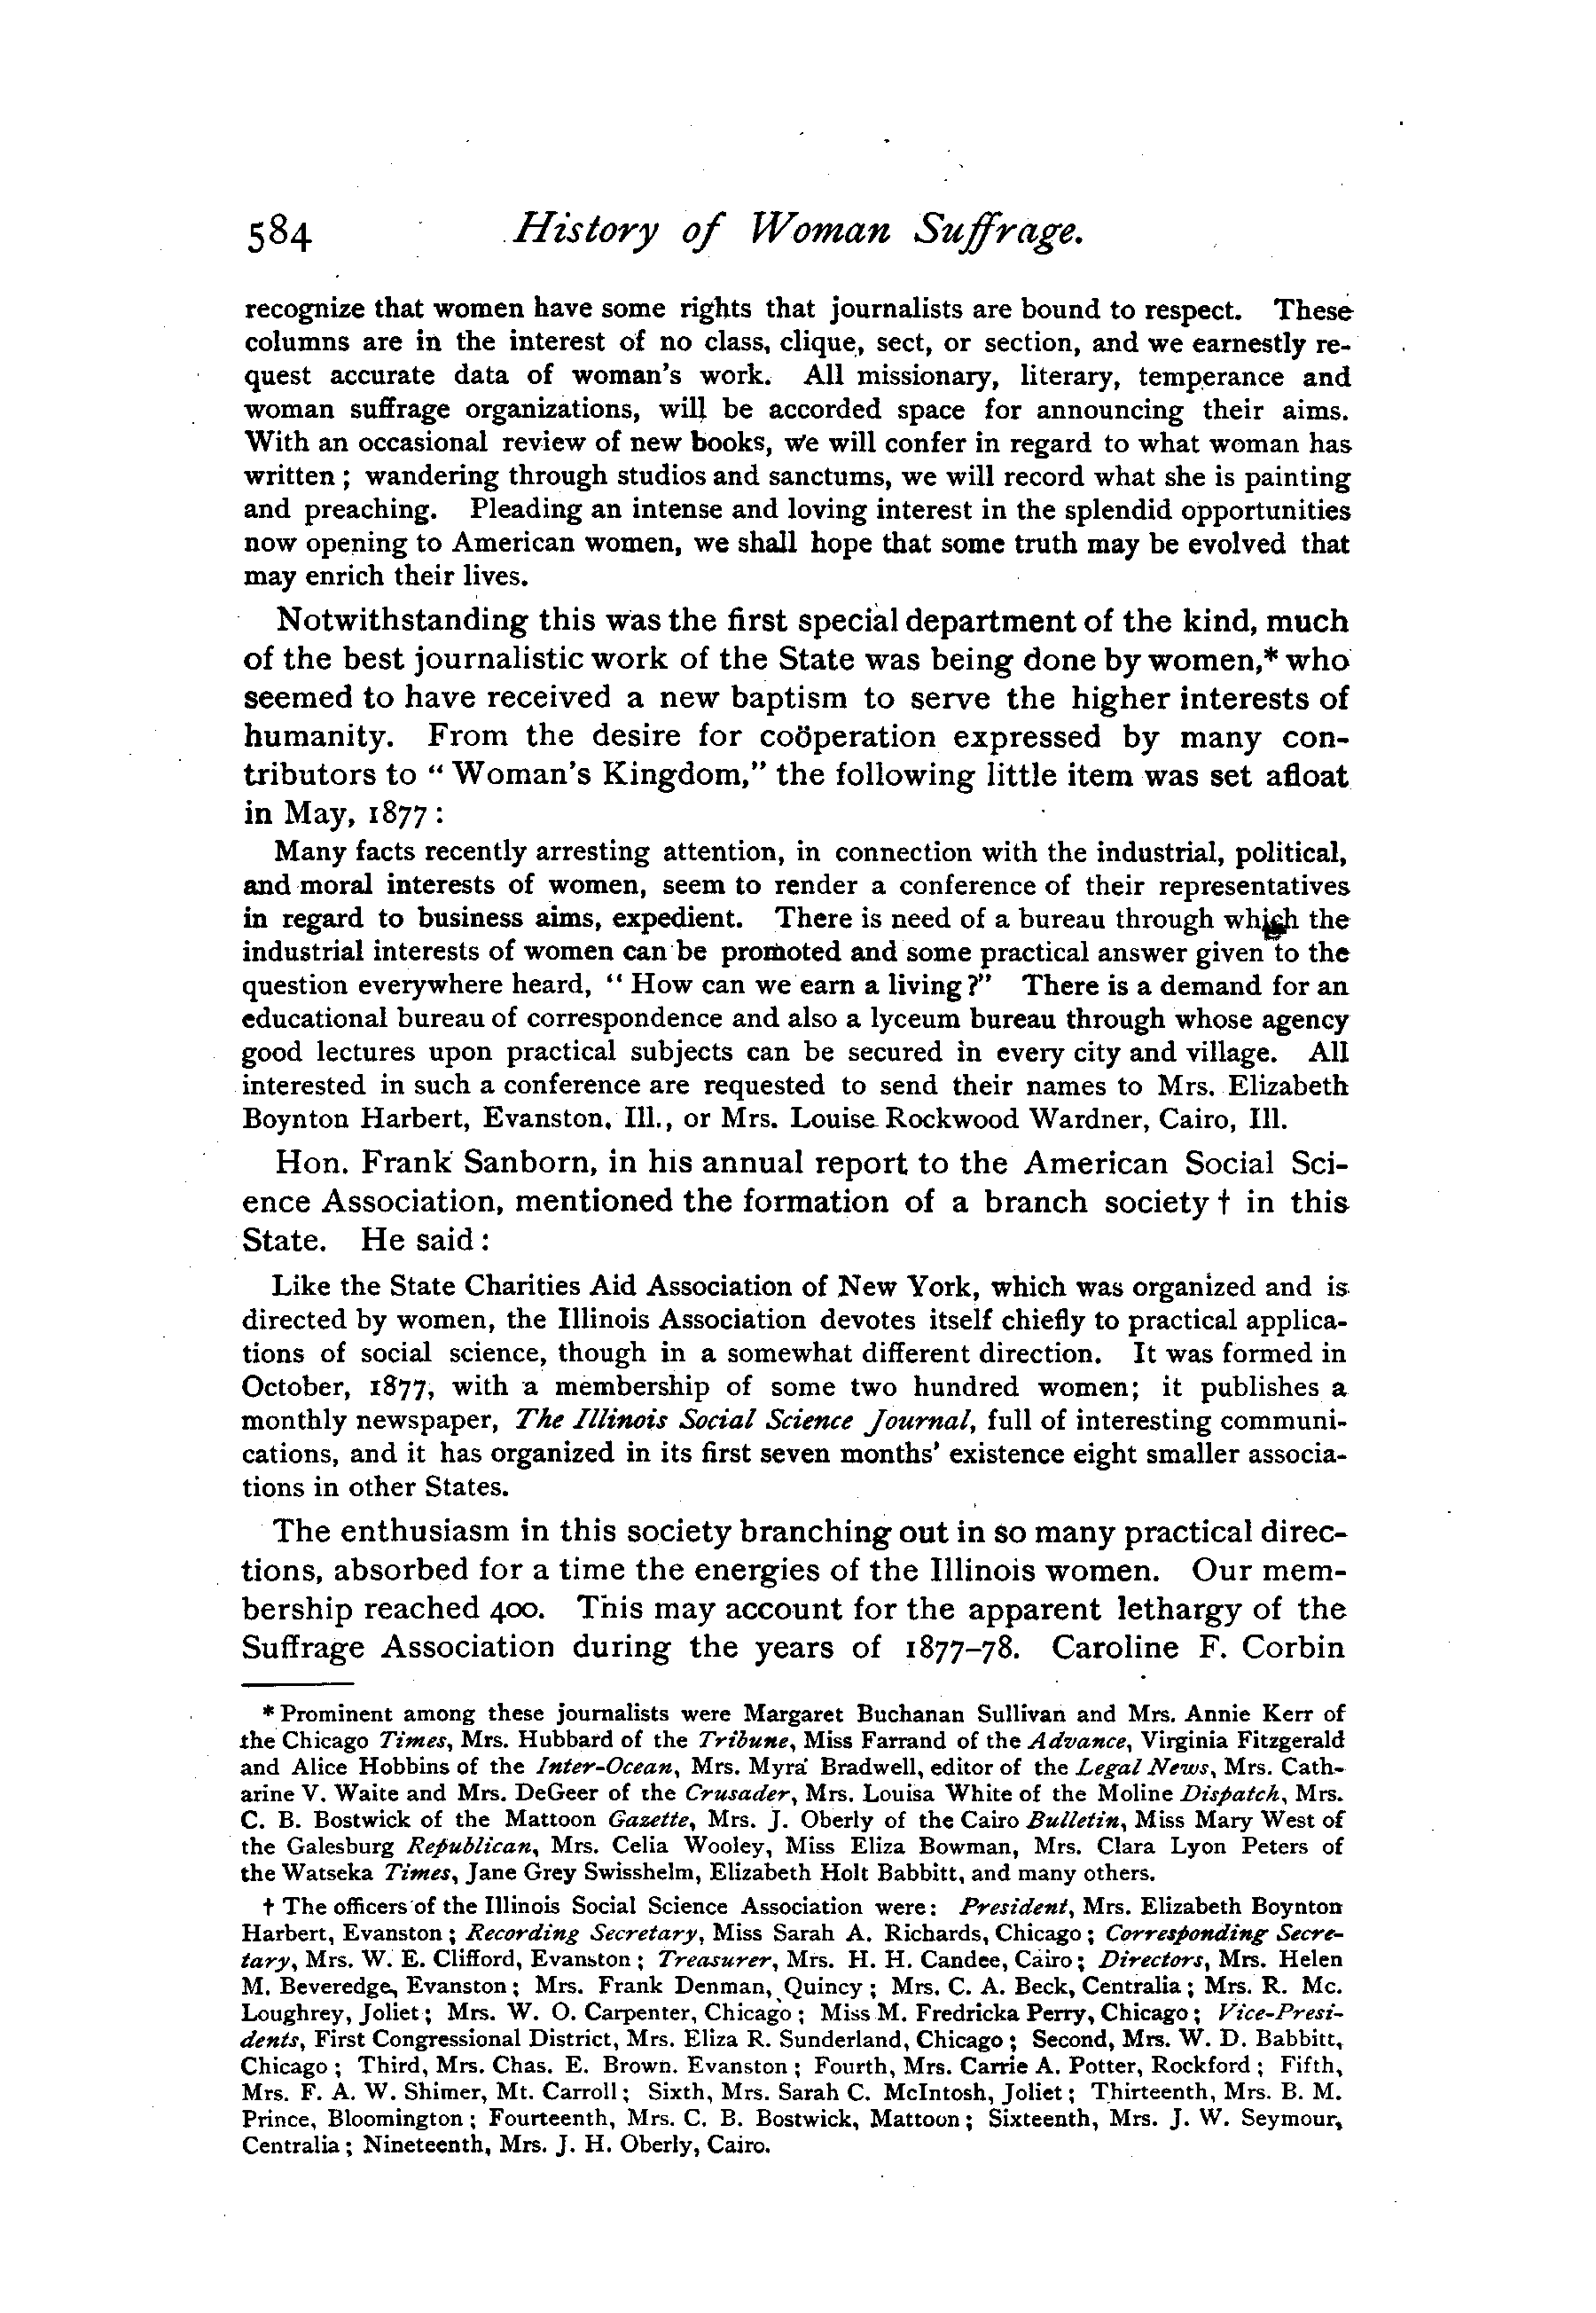 584 History of Woman Suffrage.
recognize that women have some rights that journalists are bound to respect. These
columns are in the interest of no class, clique, sect, or section, and we earnestly re-
quest accurate data of woman's work. All missionary, literary, temperance and
woman suffrage organizations, will be accorded space for announcing their aims.
With an occasional review of new books, we will confer in regard to what woman has
written ; wandering through studios and sanctums, we will record what she is painting
and preaching. Pleading an intense and loving interest in the splendid opportunities
now opening to American women, we shall hope that some truth may be evolved that
may enrich their lives.
Notwithstanding this was the first special department of the kind, much
of the best journalistic work of the State was being done by women,* who
seemed to have received a new baptism to serve the higher interests of
humanity. From the desire for coöperation expressed by many con-
tributors to " Woman's Kingdom," the following little item was set afloat
in May, 1877 :
Many facts recently arresting attention, in connection with the industrial, political,
and moral interests of women, seem to render a conference of their representatives
in regard to business aims, expedient. There is need of a bureau through which the
industrial interests of women can be promoted and some practical answer given to the
question everywhere heard, " How can we earn a living ?" There is a demand for an
educational bureau of correspondence and also a lyceum bureau through whose agency
good lectures upon practical subjects can be secured in every city and village. All
interested in such a conference are requested to send their names to Mrs. Elizabeth
Boynton Harbert, Evanston, Ill., or Mrs. Louise Rockwood Wardner, Cairo, Ill.
Hon. Frank Sanborn, in his annual report to the American Social Sci-
ence Association, mentioned the formation of a branch society † in this
State. He said :
Like the State Charities Aid Association of New York, which was organized and is
directed by women, the Illinois Association devotes itself chiefly to practical applica-
tions of social science, though in a somewhat different direction. It was formed in
October, 1877, with a membership of some two hundred women; it publishes a
monthly newspaper, The Illinois Social Science Journal, full of interesting communi-
cations, and it has organized in its first seven months' existence eight smaller associa-
tions in other States.
The enthusiasm in this society branching out in so many practical direc-
tions, absorbed for a time the energies of the Illinois women. Our mem-
bership reached 400. This may account for the apparent lethargy of the
Suffrage Association during the years of 1877–78. Caroline F. Corbin
* Prominent among these journalists were Margaret Buchanan Sullivan and Mrs. Annie Kerr of
the Chicago Times, Mrs. Hubbard of the Tribune, Miss Farrand of the Advance, Virginia Fitzgerald
and Alice Hobbins of the Inter-Ocean, Mrs. Myra Bradwell, editor of the Legal News, Mrs. Cath-
arine V. Waite and Mrs. DeGeer of the Crusader, Mrs. Louisa White of the Moline Dispatch, Mrs.
C. B. Bostwick of the Mattoon Gazette, Mrs. J. Oberly of the Cairo Bulletin, Miss Mary West of
the Galesburg Republican, Mrs. Celia Wooley, Miss Eliza Bowman, Mrs. Clara Lyon Peters of
the Watseka Times, Jane Grey Swisshelm, Elizabeth Holt Babbitt, and many others.
† The officers of the Illinois Social Science Association were: President, Mrs. Elizabeth Boynton
Harbert, Evanston ; Recording Secretary, Miss Sarah A. Richards, Chicago ; Corresponding Secre-
tary, Mrs. W. E. Clifford, Evanston ; Treasurer, Mrs. H. H. Candee, Cairo ; Directors, Mrs. Helen
M. Beveredge, Evanston ; Mrs. Frank Denman, Quincy ; Mrs. C. A. Beck, Centralia ; Mrs. R. Mc.
Loughrey, Joliet ; Mrs. W. O. Carpenter, Chicago ; Miss M. Fredricka Perry, Chicago ; Vice-Presi-
dents, First Congressional District, Mrs. Eliza R. Sunderland, Chicago ; Second, Mrs. W. D. Babbitt,
Chicago ; Third, Mrs. Chas. E. Brown. Evanston ; Fourth, Mrs. Carrie A. Potter, Rockford ; Fifth,
Mrs. F. A. W. Shimer, Mt. Carroll ; Sixth, Mrs. Sarah C. McIntosh, Joliet ; Thirteenth, Mrs. B. M.
Prince, Bloomington ; Fourteenth, Mrs. C. B. Bostwick, Mattoon ; Sixteenth, Mrs. J. W. Seymour,
Centralia ; Nineteenth, Mrs. J. H. Oberly, Cairo.